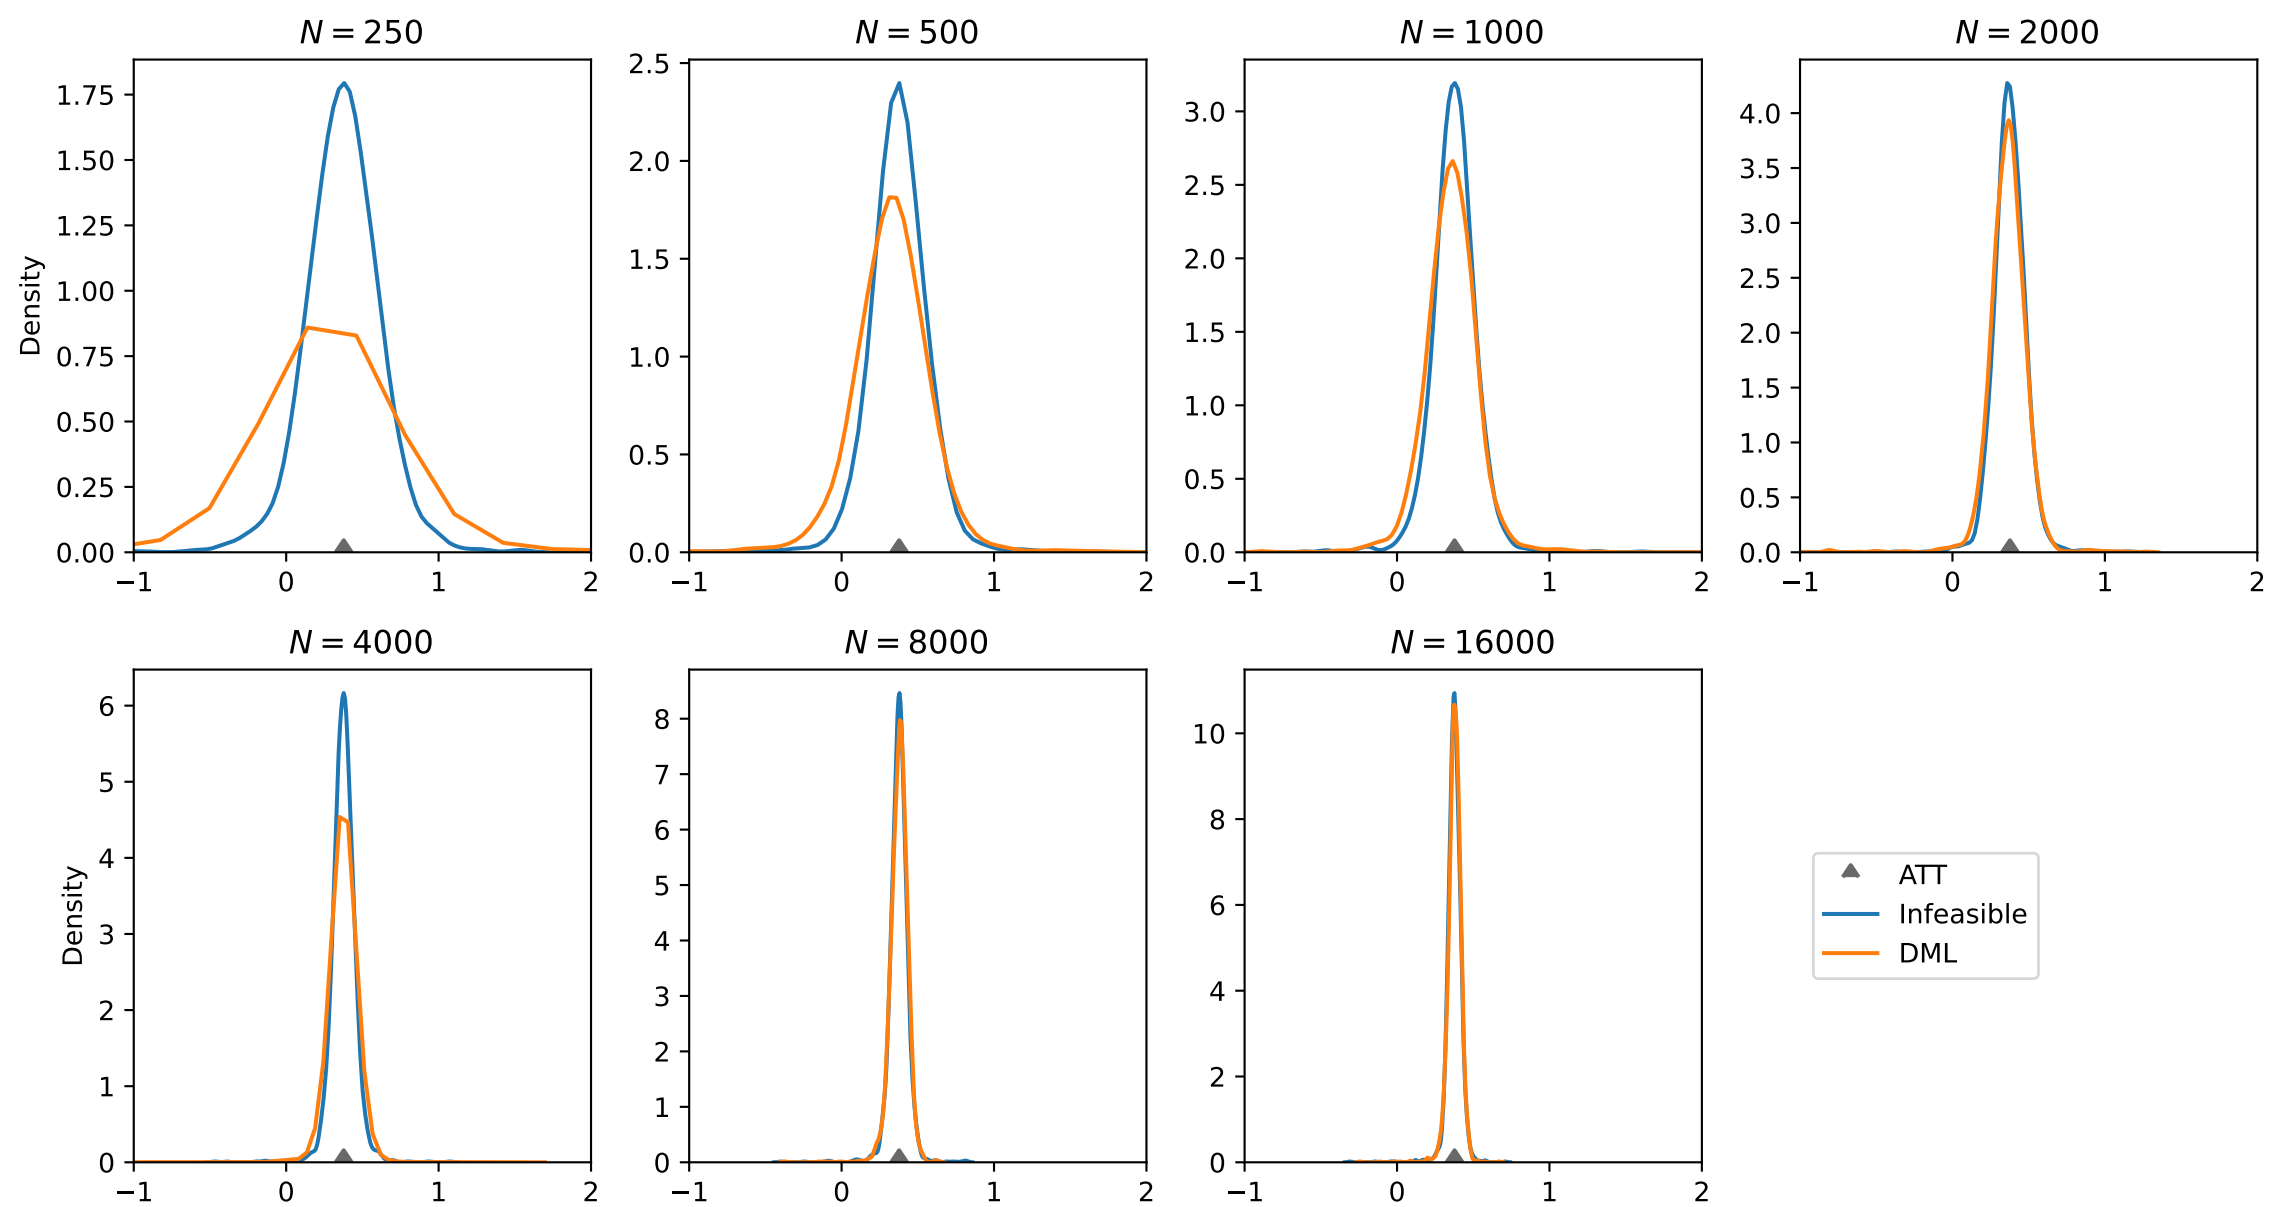 N = 250
N = 500
N = 1000
N = 2000
Density
1.75
1.50
1.25
1.00
0.75
0.50
0.25
0.00
−1 0 1 2
2.5
2.0
1.5
1.0
0.5
0.0
−1 0 1 2
3.0
2.5
2.0
1.5
1.0
0.5
0.0
−1 0 1 2
4.0
3.5
3.0
2.5
2.0
1.5
1.0
0.5
0.0
−1 0 1 2
N = 4000
N = 8000
N = 16000
Density
6
5
4
3
2
1
0
−1 0 1 2
8
7
6
5
4
3
2
1
0
−1 0 1 2
10
8
6
4
2
0
−1 0 1 2
ATT
Infeasible
DML